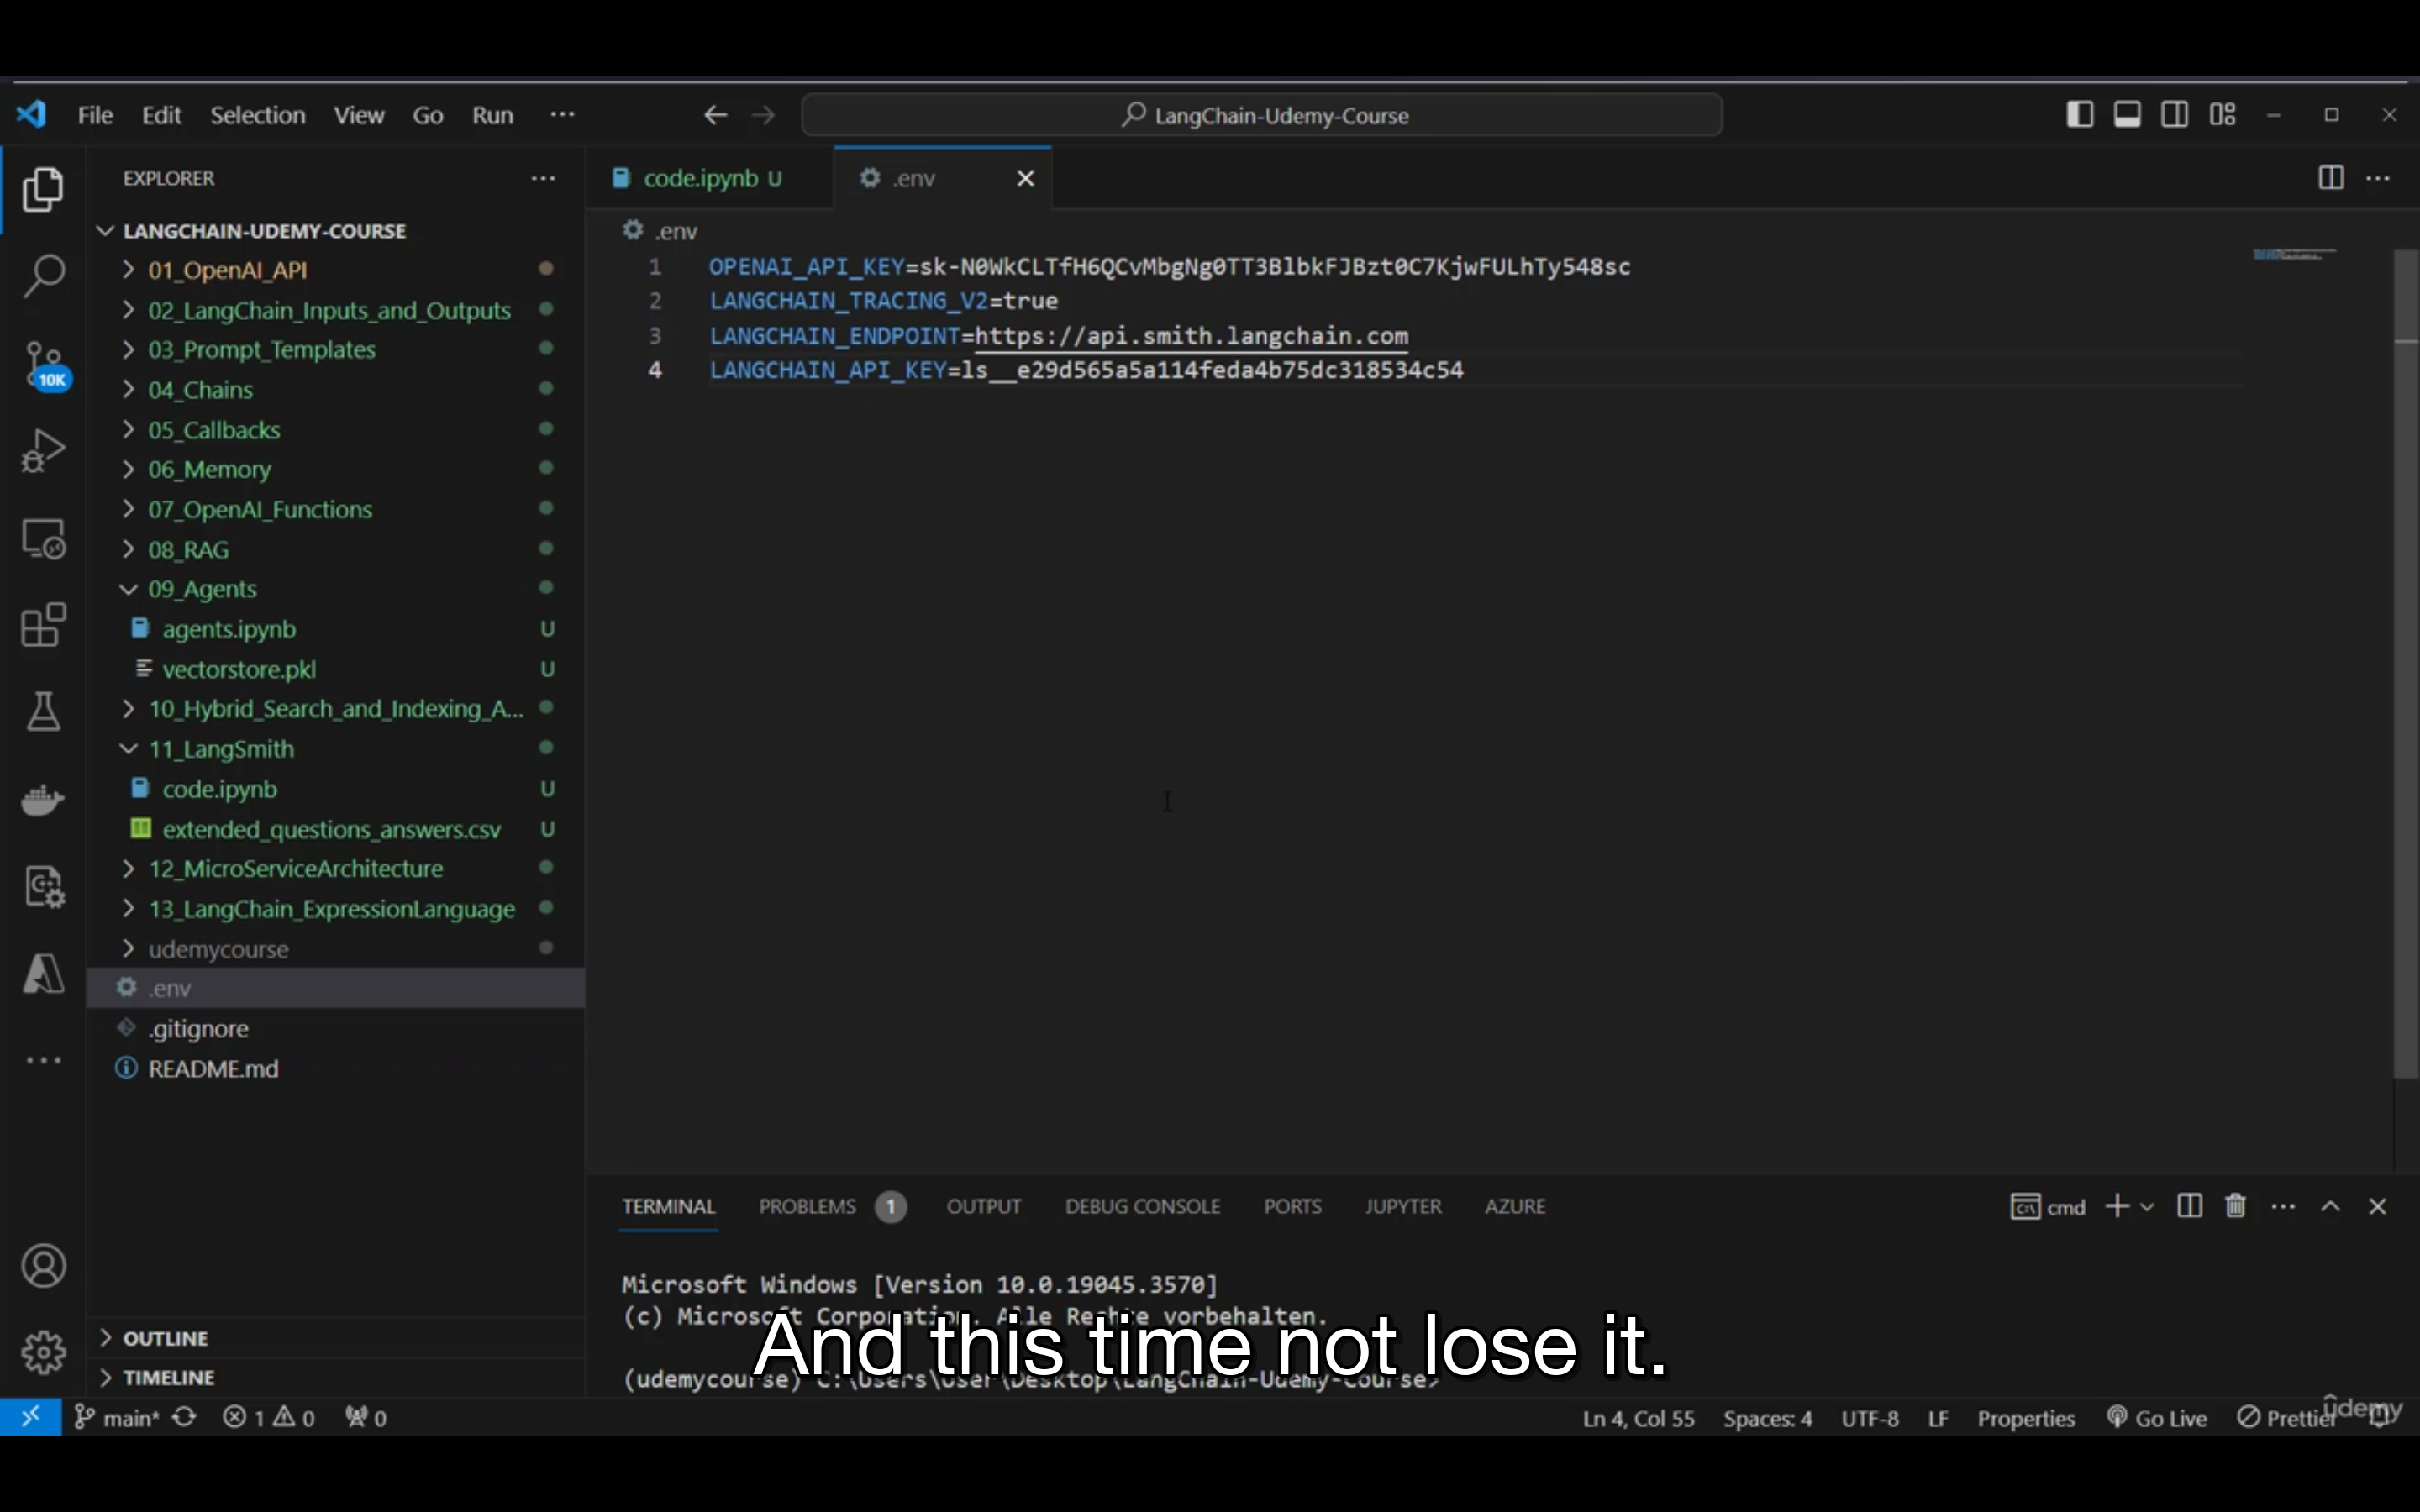 File Edit Selection View Go Run ...
LangChain-Udemy-Course
EXPLORER ...
LANGCHAIN-UDEMY-COURSE
01_OpenAI_API
02_LangChain_Inputs_and_Outputs
03_Prompt_Templates
04_Chains
05_Callbacks
06_Memory
07_OpenAI_Functions
08_RAG
09_Agents
agents.ipynb U
vectorstore.pkl U
10_Hybrid_Search_and_Indexing_A...
11_LangSmith
code.ipynb U
extended_questions_answers.csv U
12_MicroServiceArchitecture
13_LangChain_ExpressionLanguage
udemycourse
.env
.gitignore
README.md
OUTLINE
TIMELINE
10K
code.ipynb U
.env
.env
1 OPENAI_API_KEY=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
2 LANGCHAIN_TRACING_V2=true
3 LANGCHAIN_ENDPOINT=https://api.smith.langchain.com
4 LANGCHAIN_API_KEY=ls__e29d565a5a114feda4b75dc318534c54
TERMINAL PROBLEMS 1 OUTPUT DEBUG CONSOLE PORTS JUPYTER AZURE
cmd
Microsoft Windows [Version 10.0.19045.3570]
(c) Microsoft Corporation. Alle Rechte vorbehalten.
And this time not lose it.
(udemycourse) C:\Users\User\Desktop\LangChain-Udemy-Course>
main* 1 0 0
Ln 4, Col 55 Spaces: 4 UTF-8 LF Properties Go Live Prettier
ûdemy